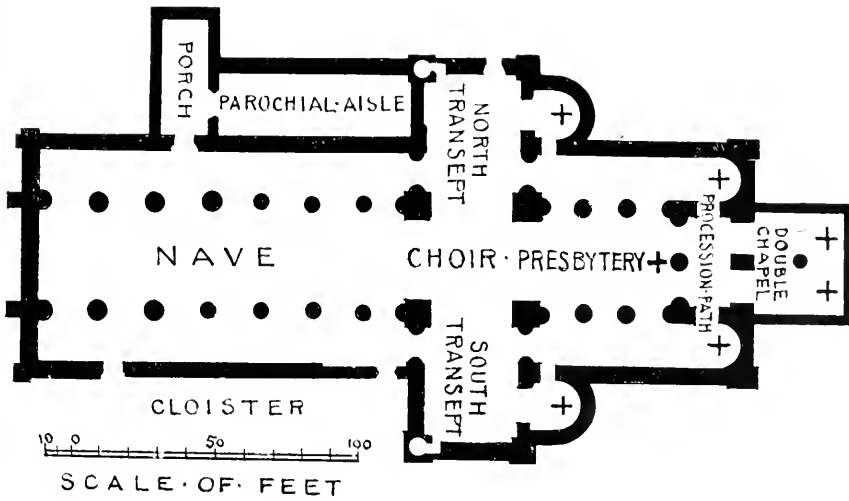 PORCH
PAROCHIAL·AISLE
NORTH
TRANSEPT
NAVE
CHOIR·PRESBYTERY
PROCESSION·PATH
DOUBLE
CHAPEL
SOUTH
TRANSEPT
CLOISTER
10 0 50 100
SCALE·OF·FEET